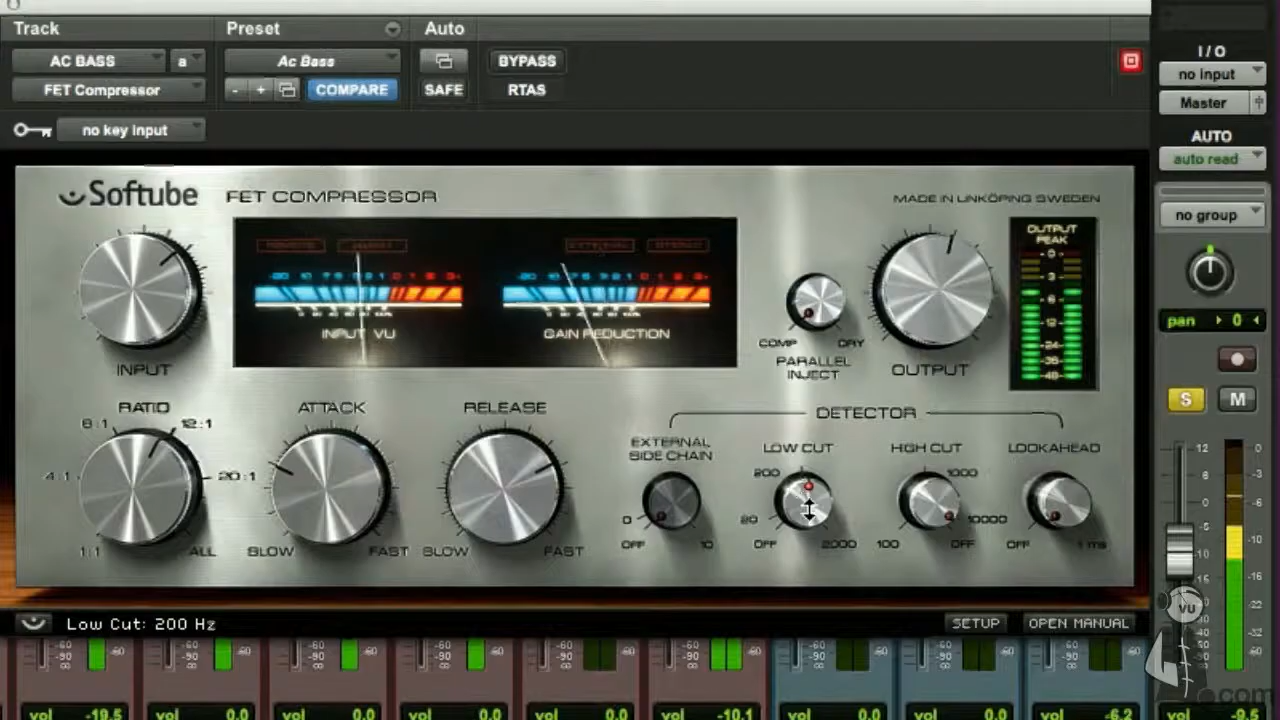 Track
Preset
Auto
AC BASS
a
Ac Bass
BYPASS
FET Compressor
-
+
COMPARE
SAFE
RTAS
no key input
I/O
no input
Master
AUTO
auto read
no group
pan
0
S
M
Softube
FET COMPRESSOR
MADE IN LINKÖPING SWEDEN
INPUT VU
GAIN REDUCTION
COMP
DRY
PARALLEL
INJECT
OUTPUT
PEAK
INPUT
OUTPUT
RATIO
8:1
12:1
4:1
20:1
1:1
ALL
ATTACK
SLOW
FAST
RELEASE
SLOW
FAST
DETECTOR
EXTERNAL
SIDE CHAIN
0
OFF
10
LOW CUT
200
20
OFF
2000
HIGH CUT
1000
10000
100
OFF
LOOKAHEAD
OFF
1 ms
Low Cut: 200 Hz
SETUP
OPEN MANUAL
vol -19.5
vol 0.0
vol 0.0
vol 0.0
vol 0.0
vol -10.1
vol 0.0
vol 0.0
vol -6.2
vol -0.5
VU
.com